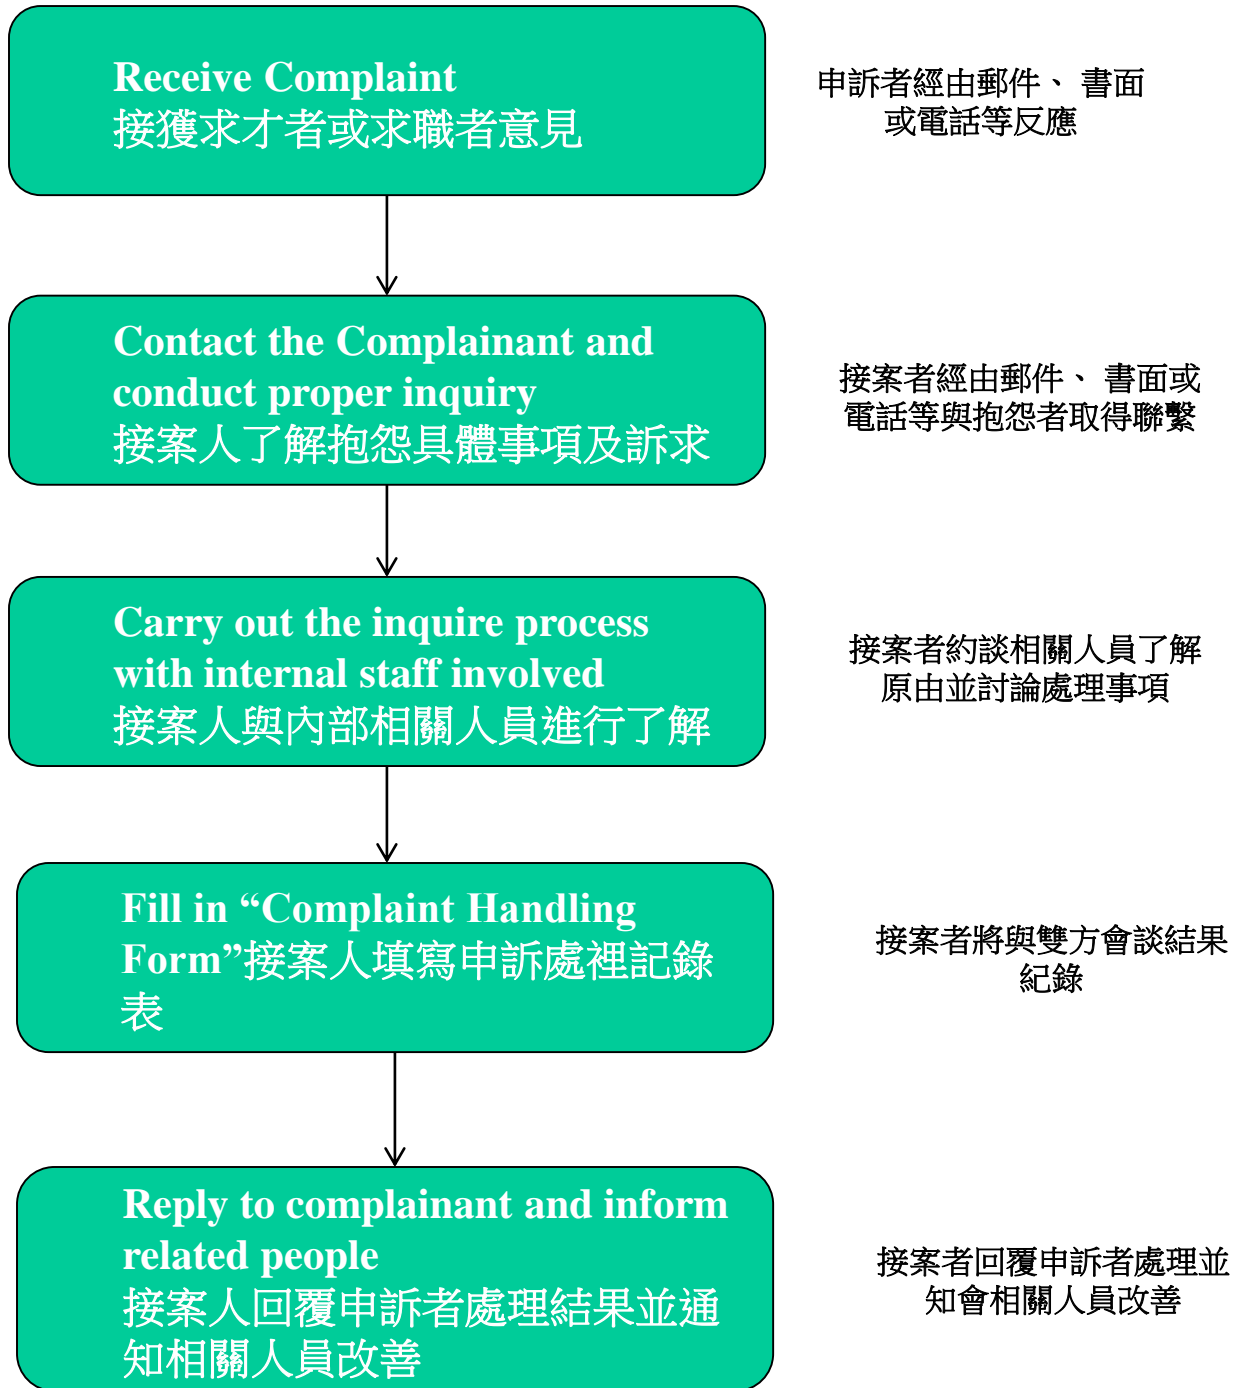 Receive Complaint
接獲求才者或求職者意見
申訴者經由郵件、 書面
或電話等反應
Contact the Complainant and
conduct proper inquiry
接案人了解抱怨具體事項及訴求
接案者經由郵件、 書面或
電話等與抱怨者取得聯繫
Carry out the inquire process
with internal staff involved
接案人與內部相關人員進行了解
接案者約談相關人員了解
原由並討論處理事項
Fill in “Complaint Handling
Form”接案人填寫申訴處裡記錄
表
接案者將與雙方會談結果
紀錄
Reply to complainant and inform
related people
接案人回覆申訴者處理結果並通
知相關人員改善
接案者回覆申訴者處理並
知會相關人員改善